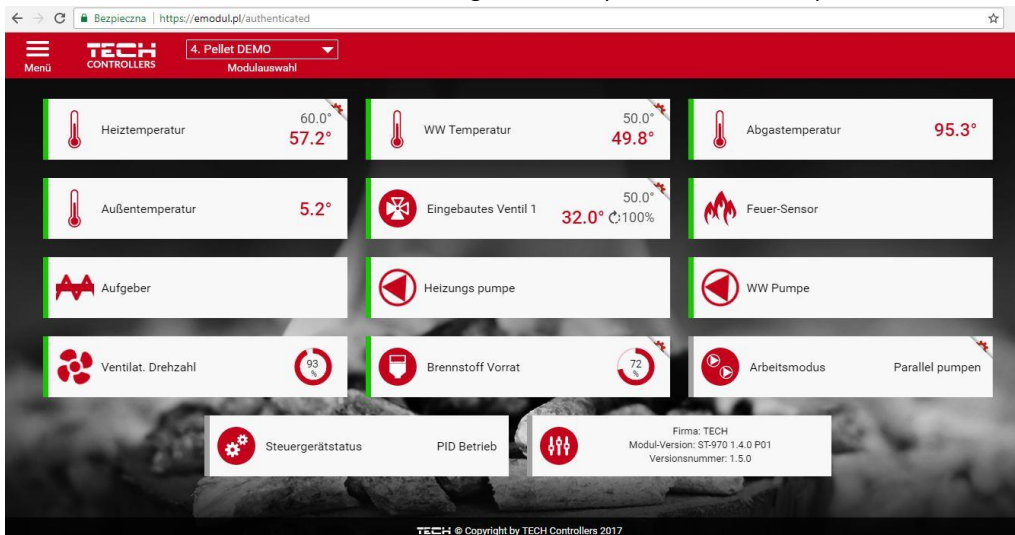 Bezpieczna | https://emodul.pl/authenticated
Menü
TECH
CONTROLLERS
4. Pellet DEMO
Modulauswahl
Heiztemperatur
60.0°
57.2°
WW Temperatur
50.0°
49.8°
Abgastemperatur
95.3°
Außentemperatur
5.2°
Eingebautes Ventil 1
50.0°
32.0° 100%
Feuer-Sensor
Aufgeber
Heizungs pumpe
WW Pumpe
Ventilat. Drehzahl
93
%
Brennstoff Vorrat
72
%
Arbeitsmodus
Parallel pumpen
Steuergerätstatus
PID Betrieb
Firma: TECH
Modul-Version: ST-970 1.4.0 P01
Versionsnummer: 1.5.0
TECH © Copyright by TECH Controllers 2017